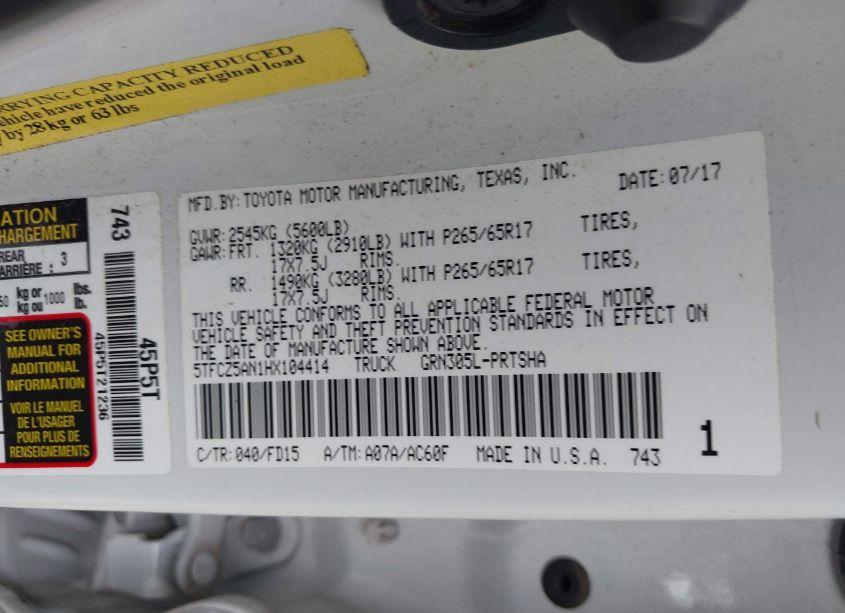 RRYING CAPACITY REDUCED
ehicle have reduced the original load
by 28 kg or 63 lbs
MFD.BY: TOYOTA MOTOR MANUFACTURING, TEXAS, INC. DATE: 07/17
GVWR: 2545KG (5600LB)
GAWR: FRT. 1320KG (2910LB) WITH P265/65R17 TIRES,
17X7.5J RIMS.
RR. 1490KG (3280LB) WITH P265/65R17 TIRES,
17X7.5J RIMS.
THIS VEHICLE CONFORMS TO ALL APPLICABLE FEDERAL MOTOR
VEHICLE SAFETY AND THEFT PREVENTION STANDARDS IN EFFECT ON
THE DATE OF MANUFACTURE SHOWN ABOVE.
5TFCZ5AN1HX104414 TRUCK GRN305L-PRTSHA
C/TR: 040/FD15 A/TM: A07A/AC60F MADE IN U.S.A. 743
1
ATION
HARGEMENT
REAR
ARRIÈRE : 3
kg or 1000 lbs.
kg ou lb.
SEE OWNER'S
MANUAL FOR
ADDITIONAL
INFORMATION
VOIR LE MANUEL
DE L'USAGER
POUR PLUS DE
RENSEIGNEMENTS
743
45P5T
45P5T21236